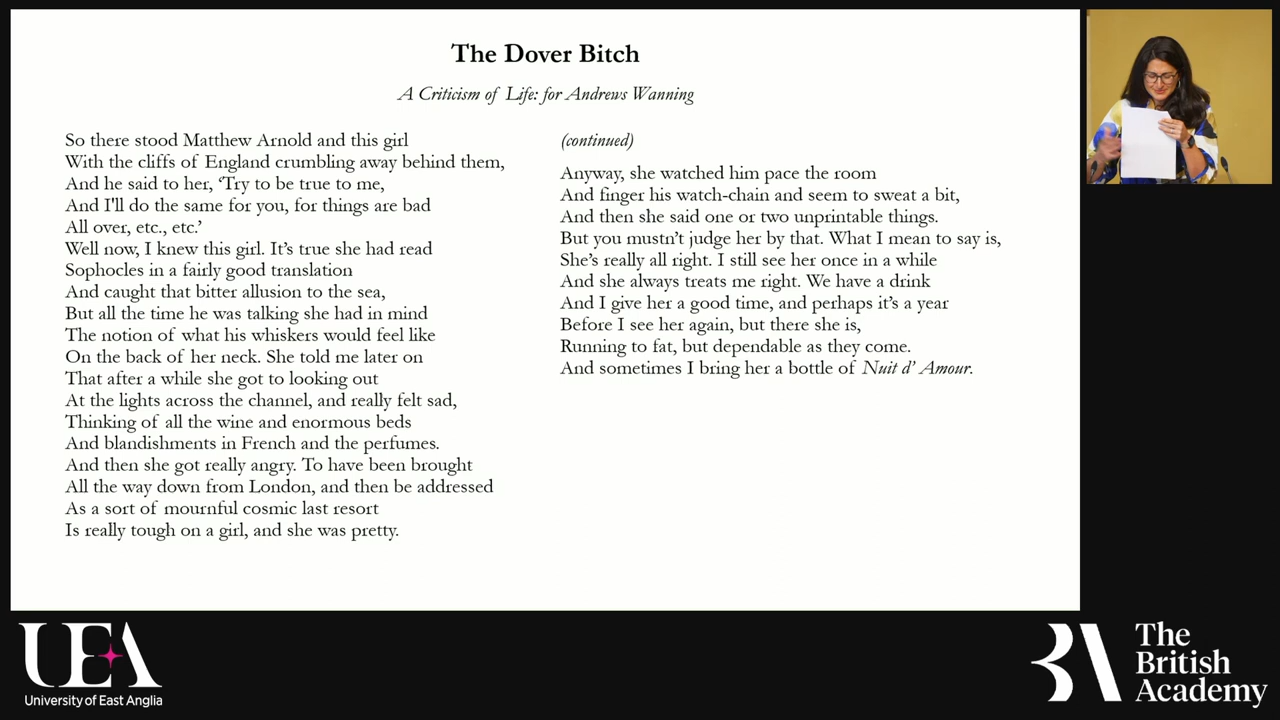 The Dover Bitch
A Criticism of Life: for Andrews Wanning
So there stood Matthew Arnold and this girl
With the cliffs of England crumbling away behind them,
And he said to her, ‘Try to be true to me,
And I'll do the same for you, for things are bad
All over, etc., etc.’
Well now, I knew this girl. It’s true she had read
Sophocles in a fairly good translation
And caught that bitter allusion to the sea,
But all the time he was talking she had in mind
The notion of what his whiskers would feel like
On the back of her neck. She told me later on
That after a while she got to looking out
At the lights across the channel, and really felt sad,
Thinking of all the wine and enormous beds
And blandishments in French and the perfumes.
And then she got really angry. To have been brought
All the way down from London, and then be addressed
As a sort of mournful cosmic last resort
Is really tough on a girl, and she was pretty.
(continued)
Anyway, she watched him pace the room
And finger his watch-chain and seem to sweat a bit,
And then she said one or two unprintable things.
But you mustn’t judge her by that. What I mean to say is,
She’s really all right. I still see her once in a while
And she always treats me right. We have a drink
And I give her a good time, and perhaps it’s a year
Before I see her again, but there she is,
Running to fat, but dependable as they come.
And sometimes I bring her a bottle of Nuit d’ Amour.
UEA
University of East Anglia
BA
The
British
Academy